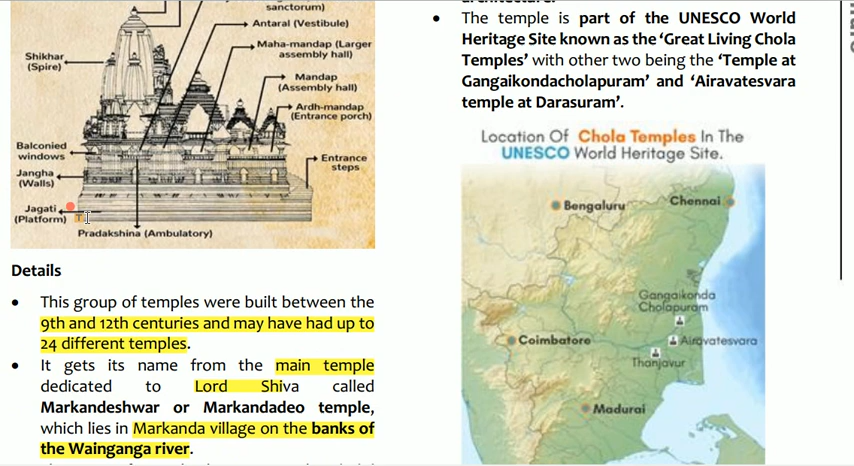 sanctorum)
Antaral (Vestibule)
Maha-mandap (Larger
assembly hall)
Shikhar
(Spire)
Mandap
(Assembly hall)
Ardh-mandap
(Entrance porch)
Balconied
windows
Entrance
steps
Jangha
(Walls)
Jagati
(Platform)
Pradakshina (Ambulatory)
Details
• This group of temples were built between the
9th and 12th centuries and may have had up to
24 different temples.
• It gets its name from the main temple
dedicated to Lord Shiva called
Markandeshwar or Markandadeo temple,
which lies in Markanda village on the banks of
the Wainganga river.
• The temple is part of the UNESCO World
Heritage Site known as the ‘Great Living Chola
Temples’ with other two being the ‘Temple at
Gangaikondacholapuram’ and ‘Airavatesvara
temple at Darasuram’.
Location Of Chola Temples In The
UNESCO World Heritage Site.
Bengaluru
Chennai
Gangaikonda
Cholapuram
Coimbatore
Airavatesvara
Thanjavur
Madurai